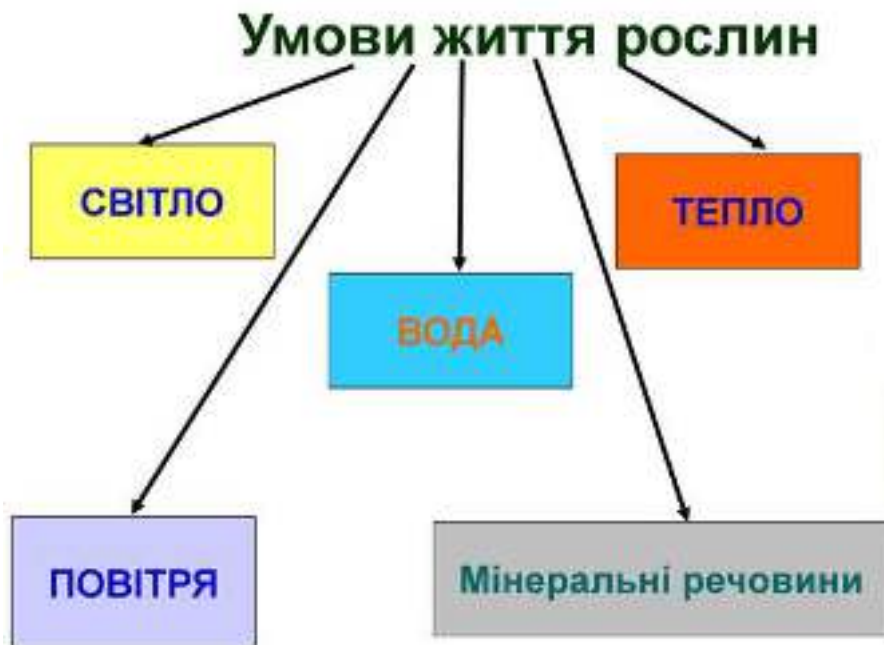 Умови життя рослин
СВІТЛО
ТЕПЛО
ВОДА
ПОВІТРЯ
Мінеральні речовини